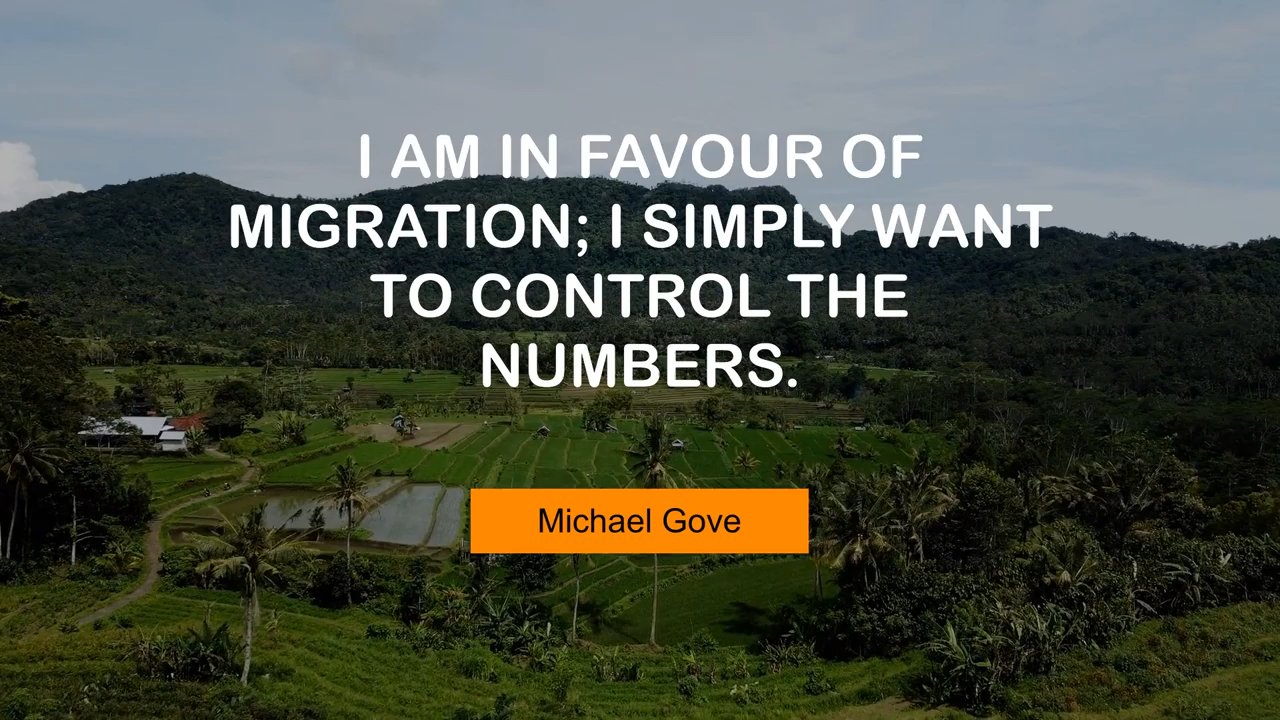 I AM IN FAVOUR OF
MIGRATION; I SIMPLY WANT
TO CONTROL THE
NUMBERS.
Michael Gove